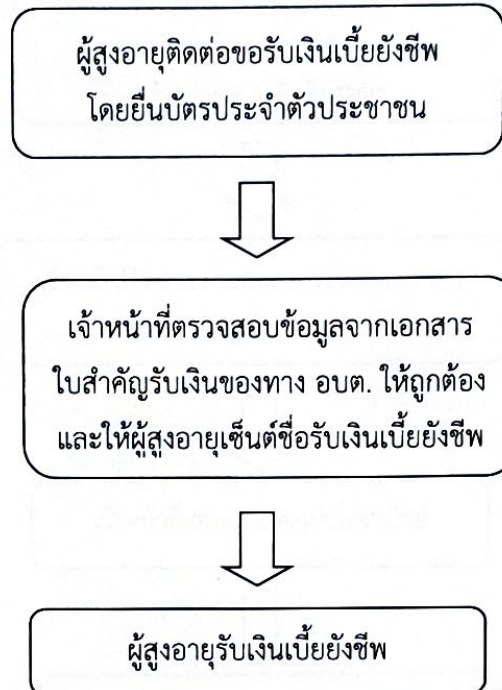 ผู้สูงอายุติดต่อขอรับเงินเบี้ยยังชีพ
โดยยื่นบัตรประจำตัวประชาชน
เจ้าหน้าที่ตรวจสอบข้อมูลจากเอกสาร
ใบสำคัญรับเงินของทาง อบต. ให้ถูกต้อง
และให้ผู้สูงอายุเซ็นต์ชื่อรับเงินเบี้ยยังชีพ
ผู้สูงอายุรับเงินเบี้ยยังชีพ